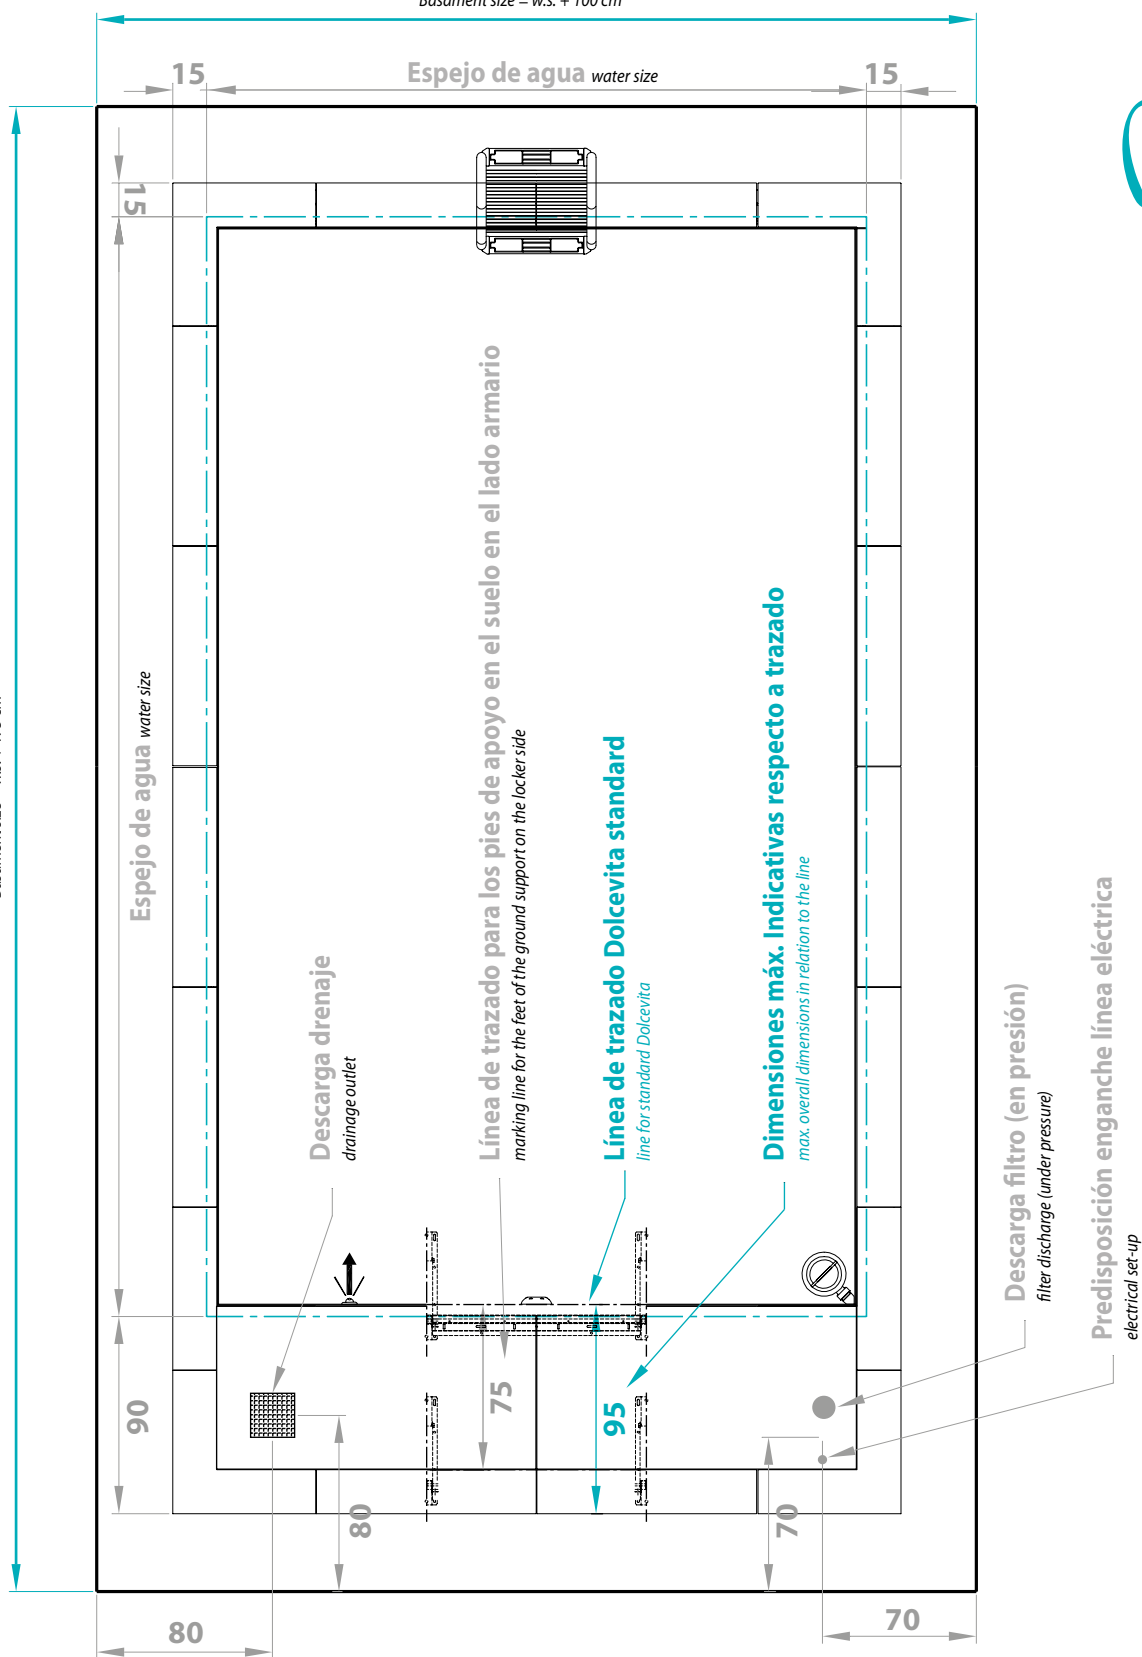 Basament size = w.s. + 100 cm
15
Espejo de agua water size
15
15
Espejo de agua water size
Descarga drenaje
drainage outlet
Línea de trazado para los pies de apoyo en el suelo en el lado armario
marking line for the feet of the ground support on the locker side
Línea de trazado Dolcevita standard
line for standard Dolcevita
Dimensiones máx. Indicativas respecto a trazado
max. overall dimensions in relation to the line
Descarga filtro (en presión)
filter discharge (under pressure)
Predisposición enganche línea eléctrica
electrical set-up
90
75
95
80
70
80
70